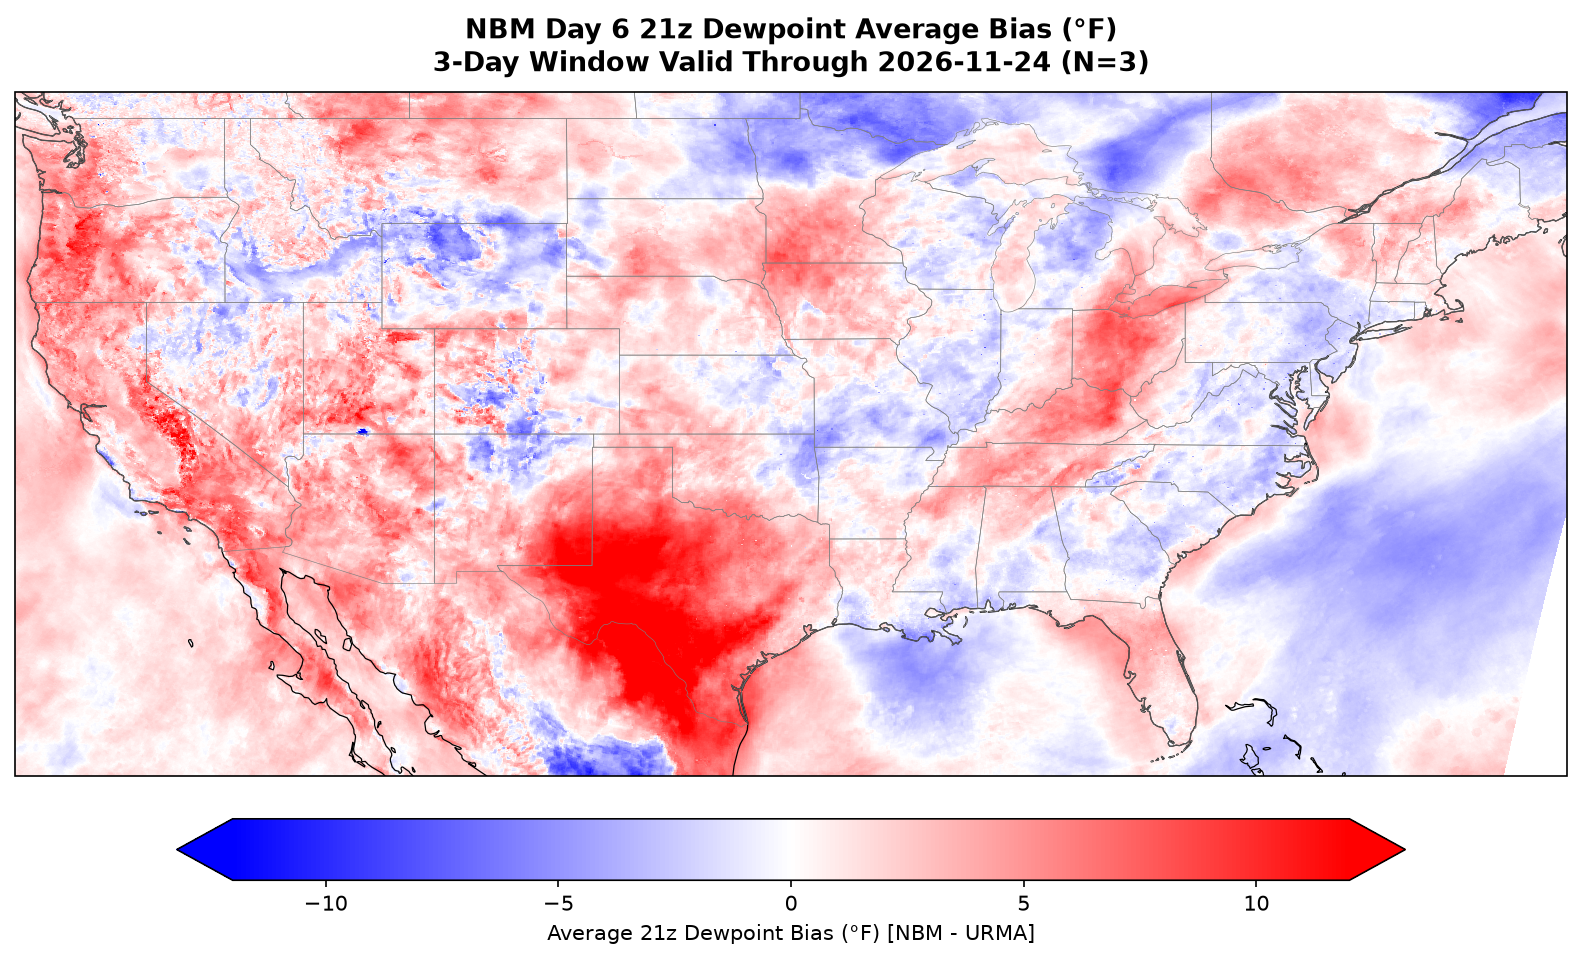 NBM Day 6 21z Dewpoint Average Bias (°F)
3-Day Window Valid Through 2026-11-24 (N=3)
−10 −5 0 5 10
Average 21z Dewpoint Bias (°F) [NBM - URMA]